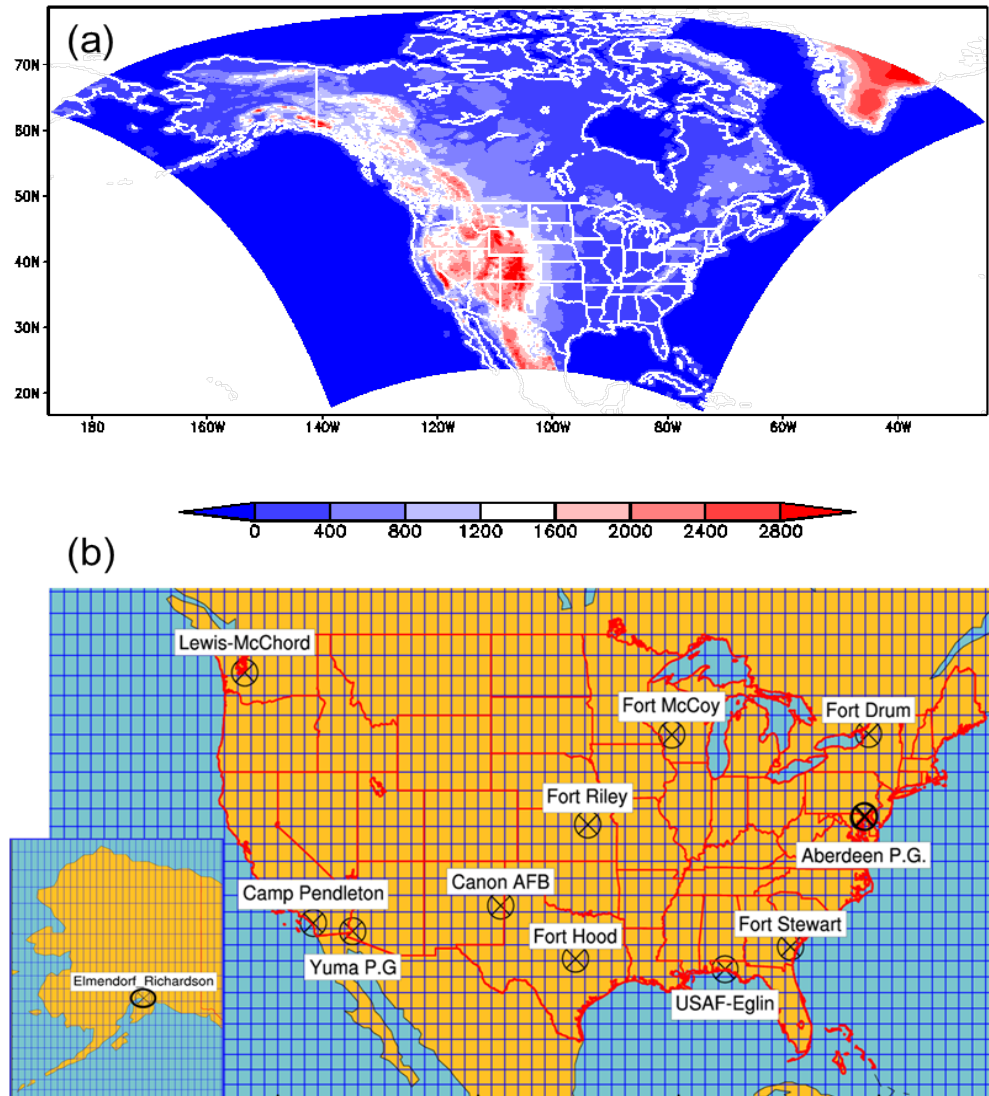 (a)
70N
60N
50N
40N
30N
20N
180
160W
140W
120W
100W
80W
60W
40W
0
400
800
1200
1600
2000
2400
2800
(b)
Lewis-McChord
Fort McCoy
Fort Drum
Fort Riley
Aberdeen P.G.
Camp Pendleton
Canon AFB
Fort Hood
Fort Stewart
Yuma P.G
Elmendorf_Richardson
USAF-Eglin